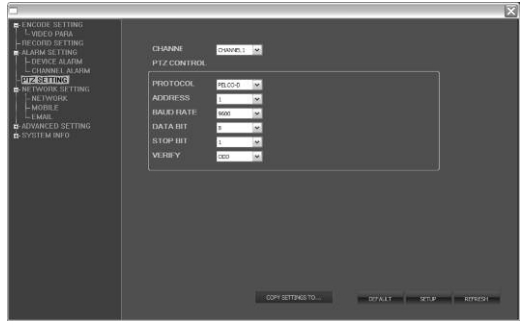 ENCODE SETTING
VIDEO PARA
RECORD SETTING
ALARM SETTING
DEVICE ALARM
CHANNEL ALARM
PTZ SETTING
NETWORK SETTING
NETWORK
MOBILE
EMAIL
ADVANCED SETTING
SYSTEM INFO
CHANNE CHANNEL1
PTZ CONTROL
PROTOCOL PELCO-D
ADDRESS 1
BAUD RATE 9600
DATA BIT 8
STOP BIT 1
VERIFY ODD
COPY SETTINGS TO... DEFAULT SETUP REFRESH